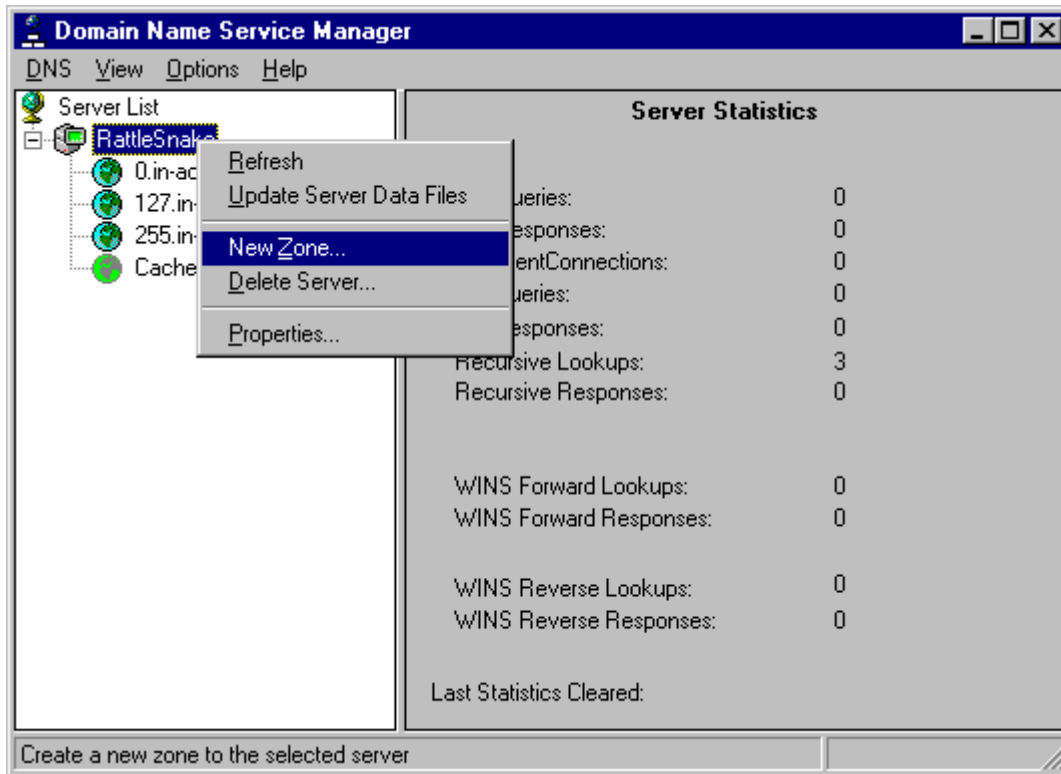 Domain Name Service Manager
DNS View Options Help
Server List
RattleSnake
0.in-ad
127.in-
255.in-
Cache
Refresh
Update Server Data Files
New Zone...
Delete Server...
Properties...
Server Statistics
ueries: 0
esponses: 0
entConnections: 0
ueries: 0
esponses: 0
Recursive Lookups: 3
Recursive Responses: 0
WINS Forward Lookups: 0
WINS Forward Responses: 0
WINS Reverse Lookups: 0
WINS Reverse Responses: 0
Last Statistics Cleared:
Create a new zone to the selected server